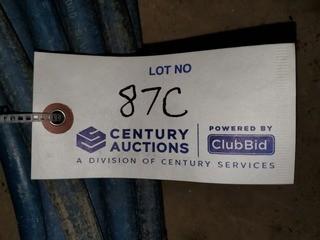 LOT NO
87C
CENTURY AUCTIONS
POWERED BY
ClubBid
A DIVISION OF CENTURY SERVICES